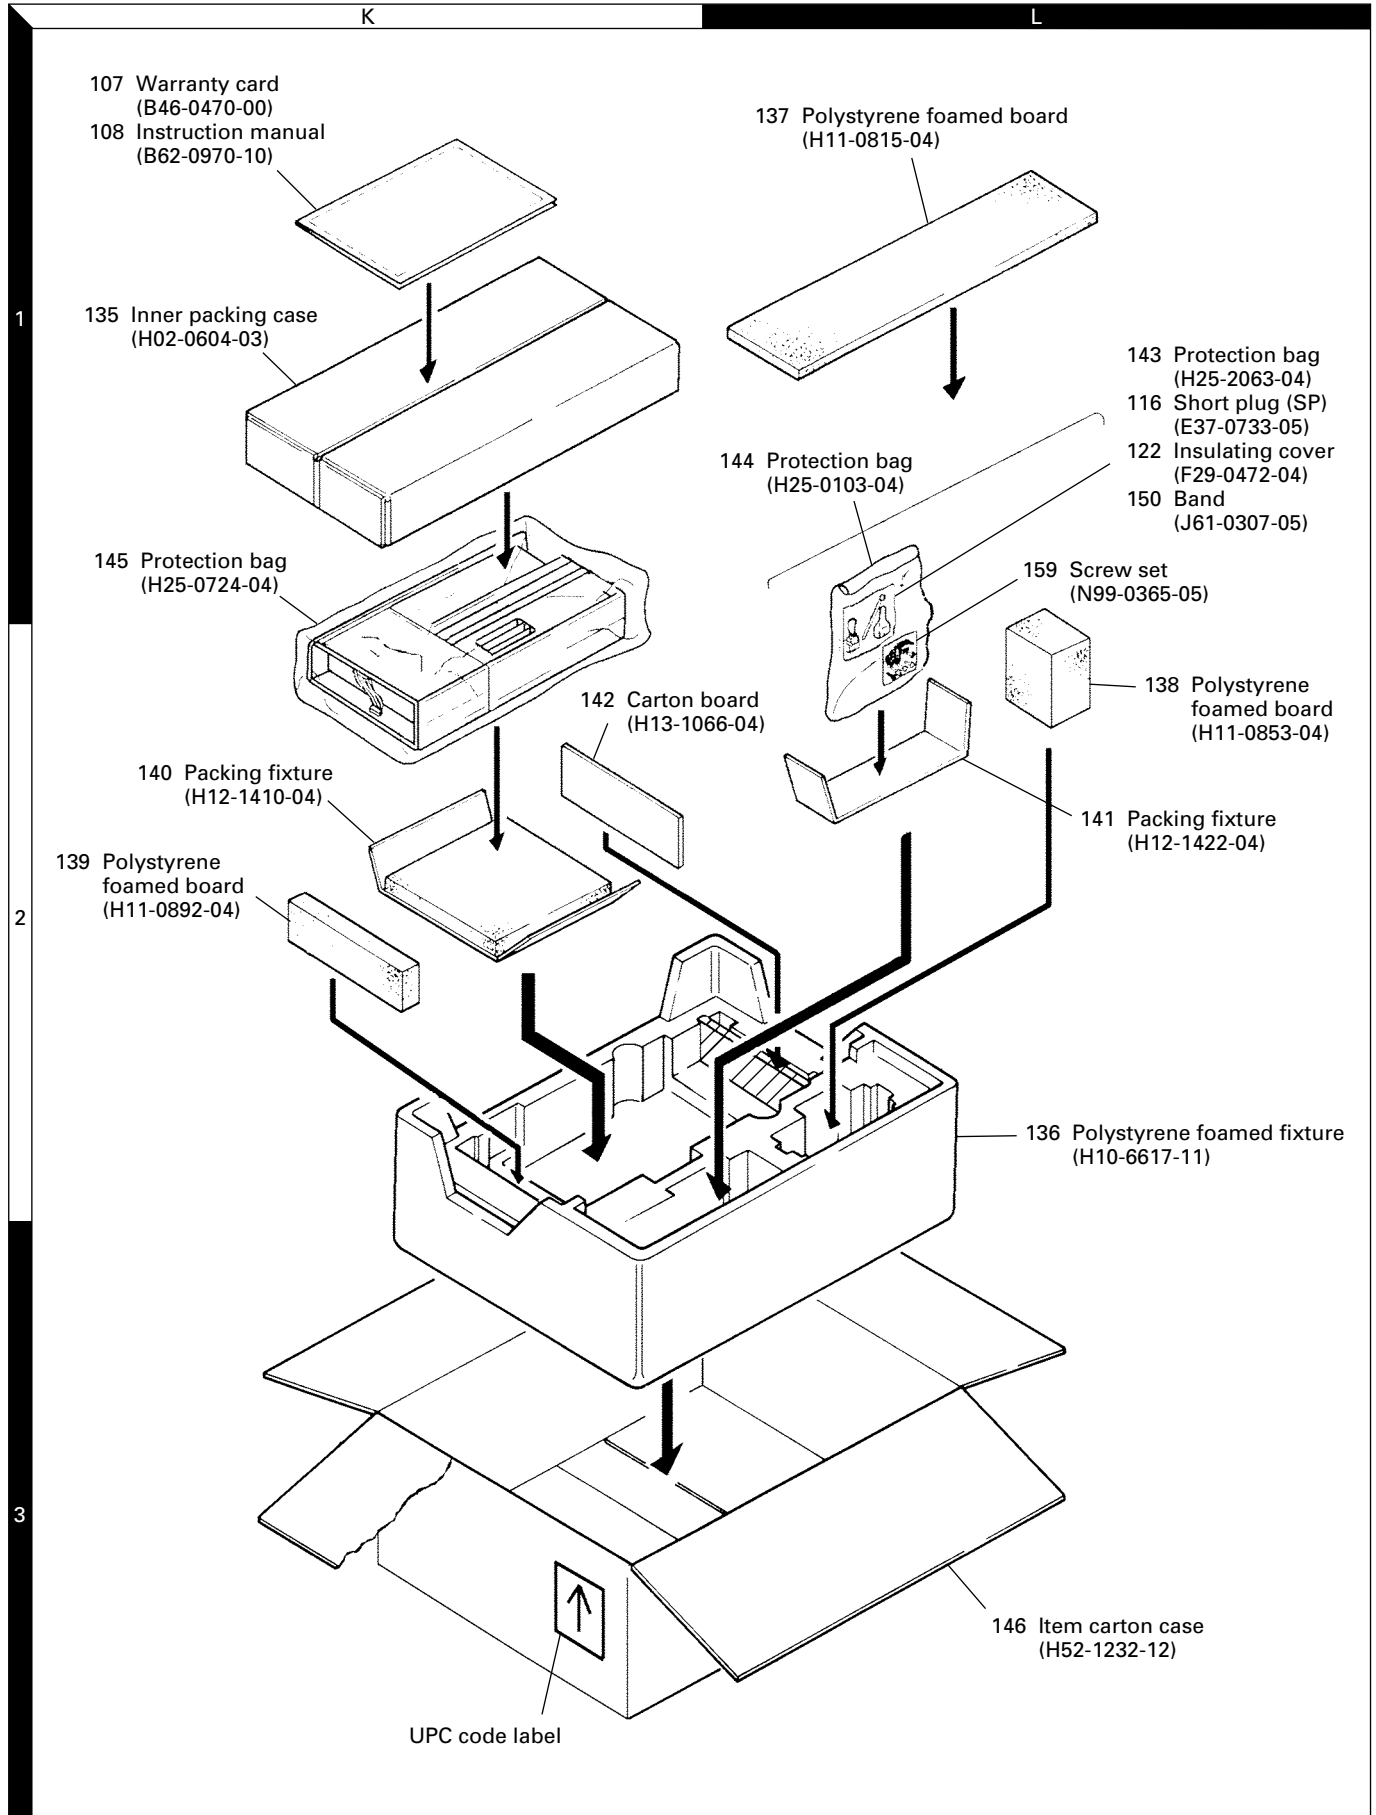 K
L
107 Warranty card
(B46-0470-00)
108 Instruction manual
(B62-0970-10)
137 Polystyrene foamed board
(H11-0815-04)
1
135 Inner packing case
(H02-0604-03)
143 Protection bag
(H25-2063-04)
116 Short plug (SP)
(E37-0733-05)
122 Insulating cover
(F29-0472-04)
150 Band
(J61-0307-05)
144 Protection bag
(H25-0103-04)
145 Protection bag
(H25-0724-04)
159 Screw set
(N99-0365-05)
142 Carton board
(H13-1066-04)
138 Polystyrene
foamed board
(H11-0853-04)
140 Packing fixture
(H12-1410-04)
141 Packing fixture
(H12-1422-04)
139 Polystyrene
foamed board
(H11-0892-04)
2
136 Polystyrene foamed fixture
(H10-6617-11)
3
146 Item carton case
(H52-1232-12)
UPC code label